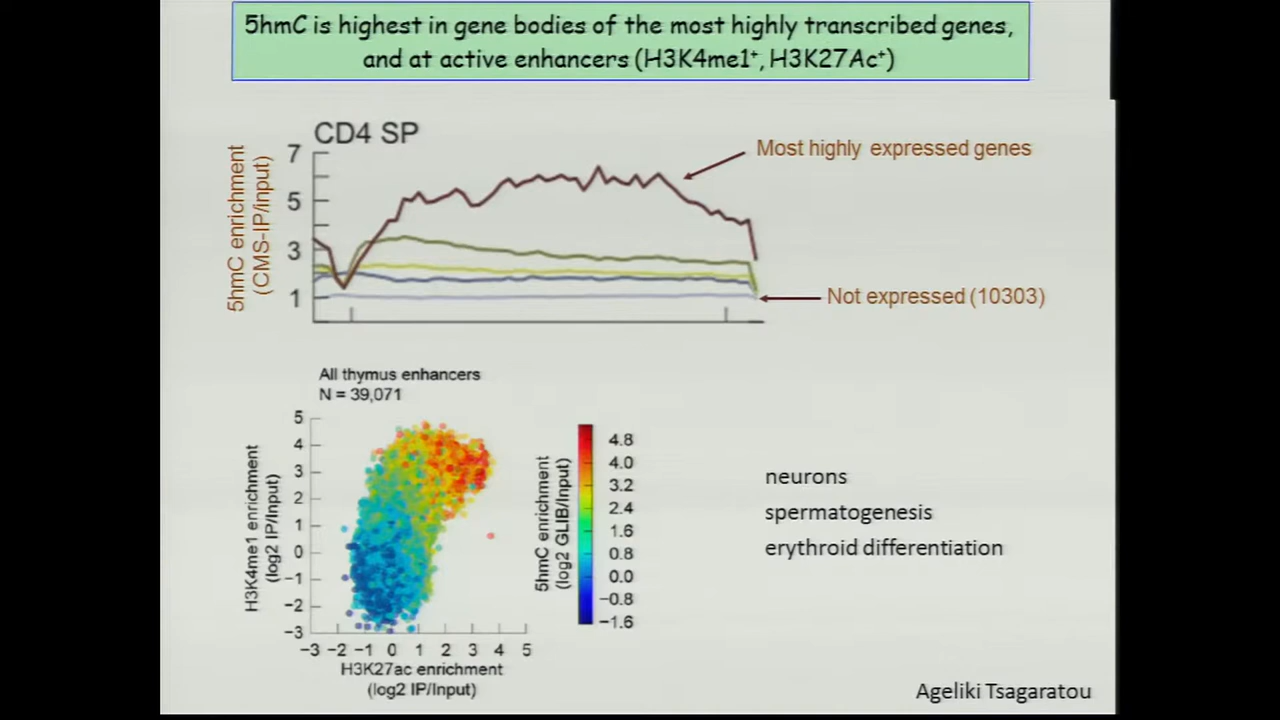 5hmC is highest in gene bodies of the most highly transcribed genes,
and at active enhancers (H3K4me1⁺, H3K27Ac⁺)
CD4 SP
7
5
3
1
5hmC enrichment
(CMS-IP/input)
Most highly expressed genes
Not expressed (10303)
All thymus enhancers
N = 39,071
5
4
3
2
1
0
−1
−2
−3
H3K4me1 enrichment
(log2 IP/Input)
−3 −2 −1 0 1 2 3 4 5
H3K27ac enrichment
(log2 IP/Input)
5hmC enrichment
(log2 GLIB/Input)
4.8
4.0
3.2
2.4
1.6
0.8
0.0
−0.8
−1.6
neurons
spermatogenesis
erythroid differentiation
Ageliki Tsagaratou